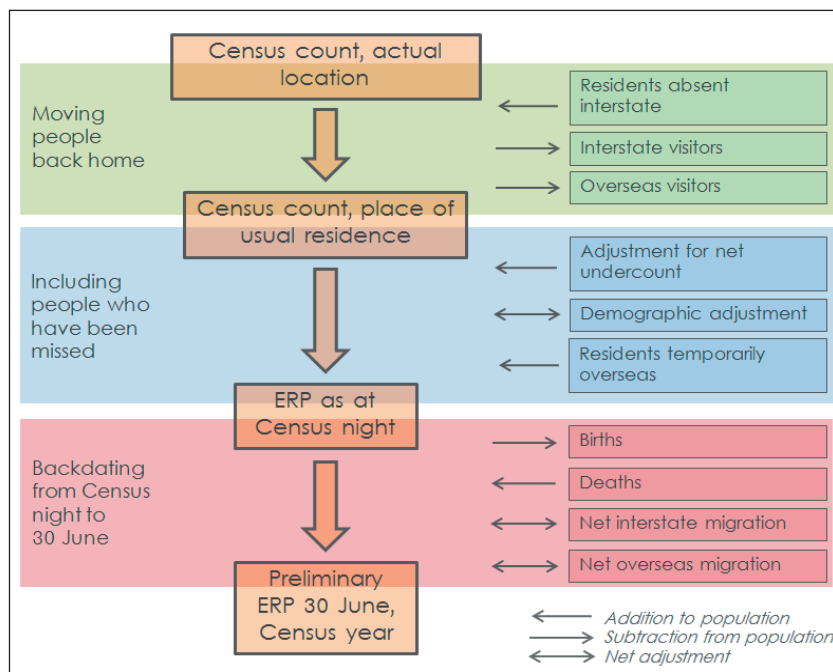 Census count, actual
location
Moving
people
back home
Residents absent
interstate
Interstate visitors
Overseas visitors
Census count, place of
usual residence
Including
people who
have been
missed
Adjustment for net
undercount
Demographic adjustment
Residents temporarily
overseas
ERP as at
Census night
Backdating
from Census
night to
30 June
Births
Deaths
Net interstate migration
Net overseas migration
Preliminary
ERP 30 June,
Census year
Addition to population
Subtraction from population
Net adjustment